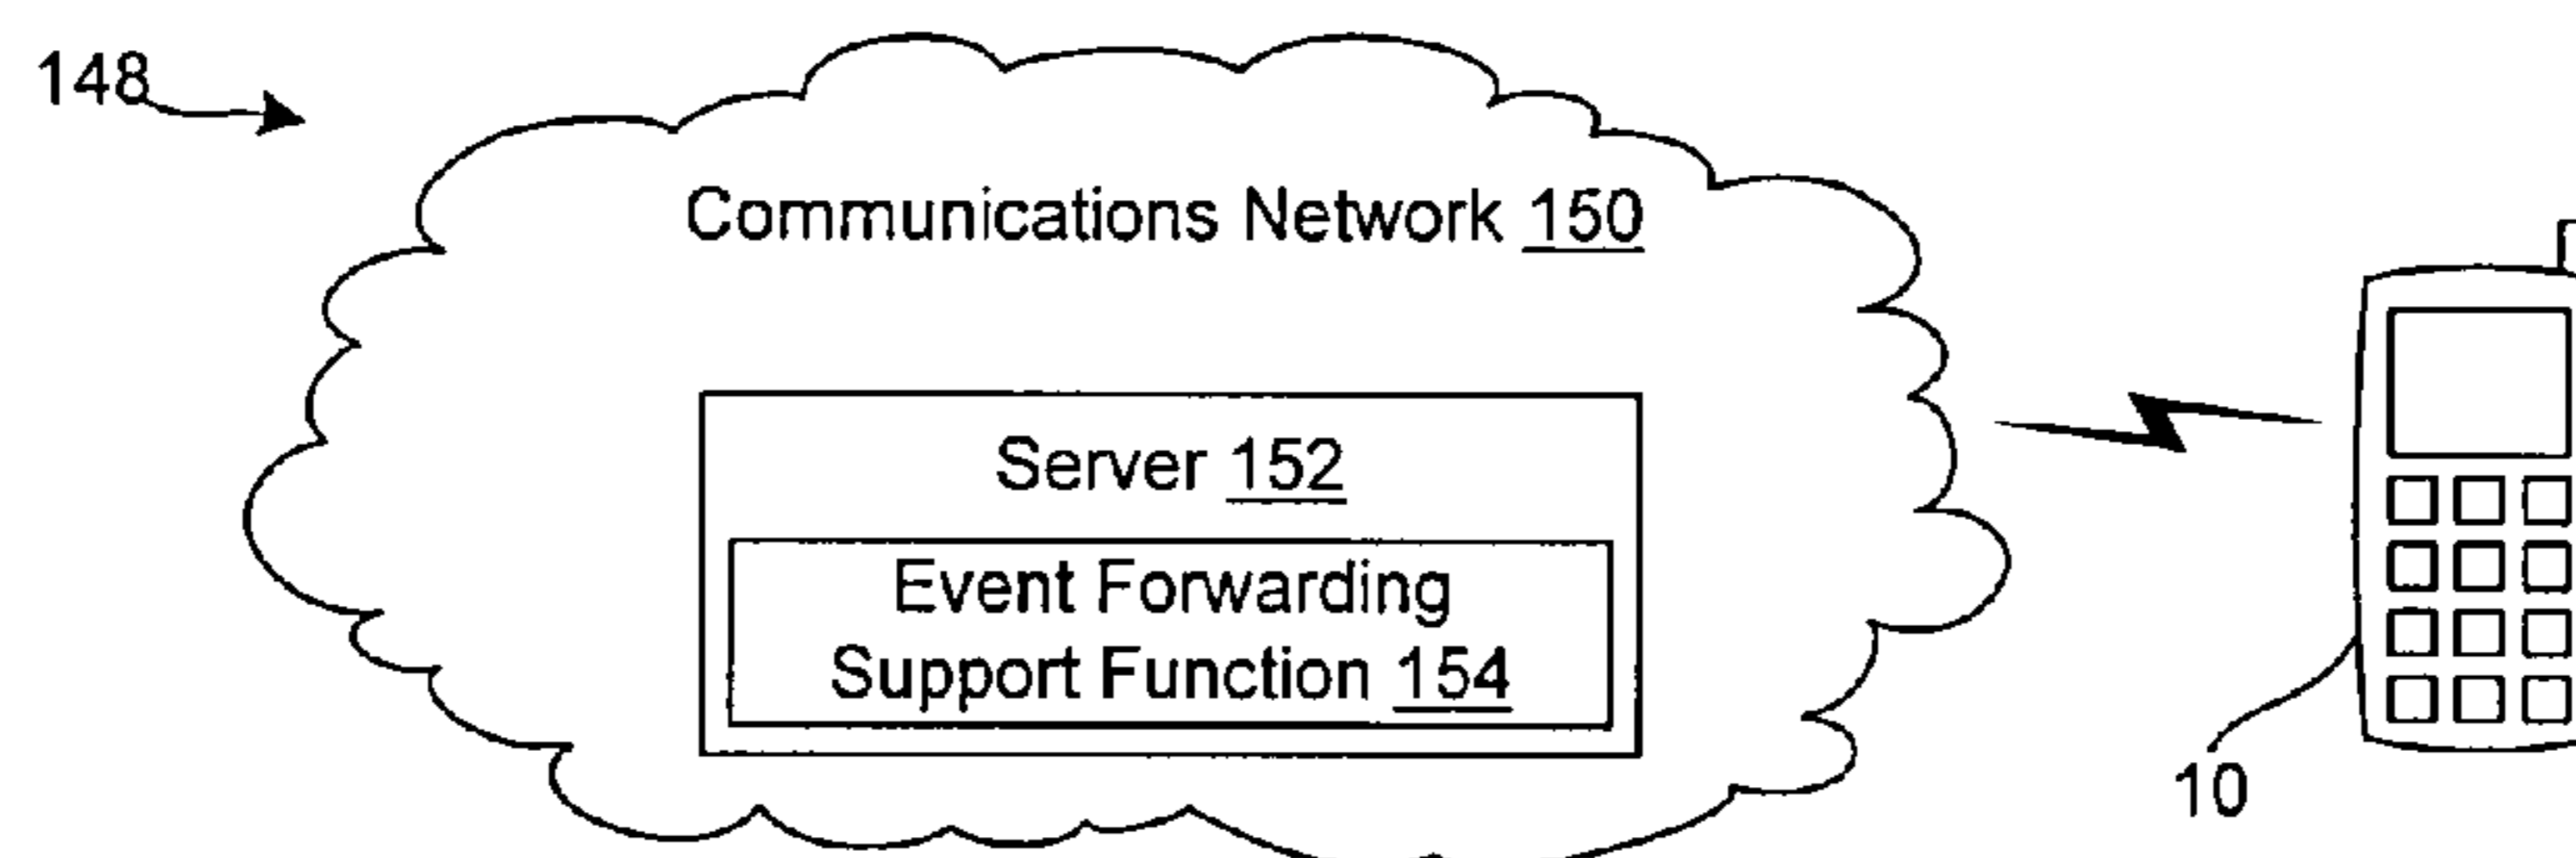 148
Communications Network 150
Server 152
Event Forwarding
Support Function 154
10